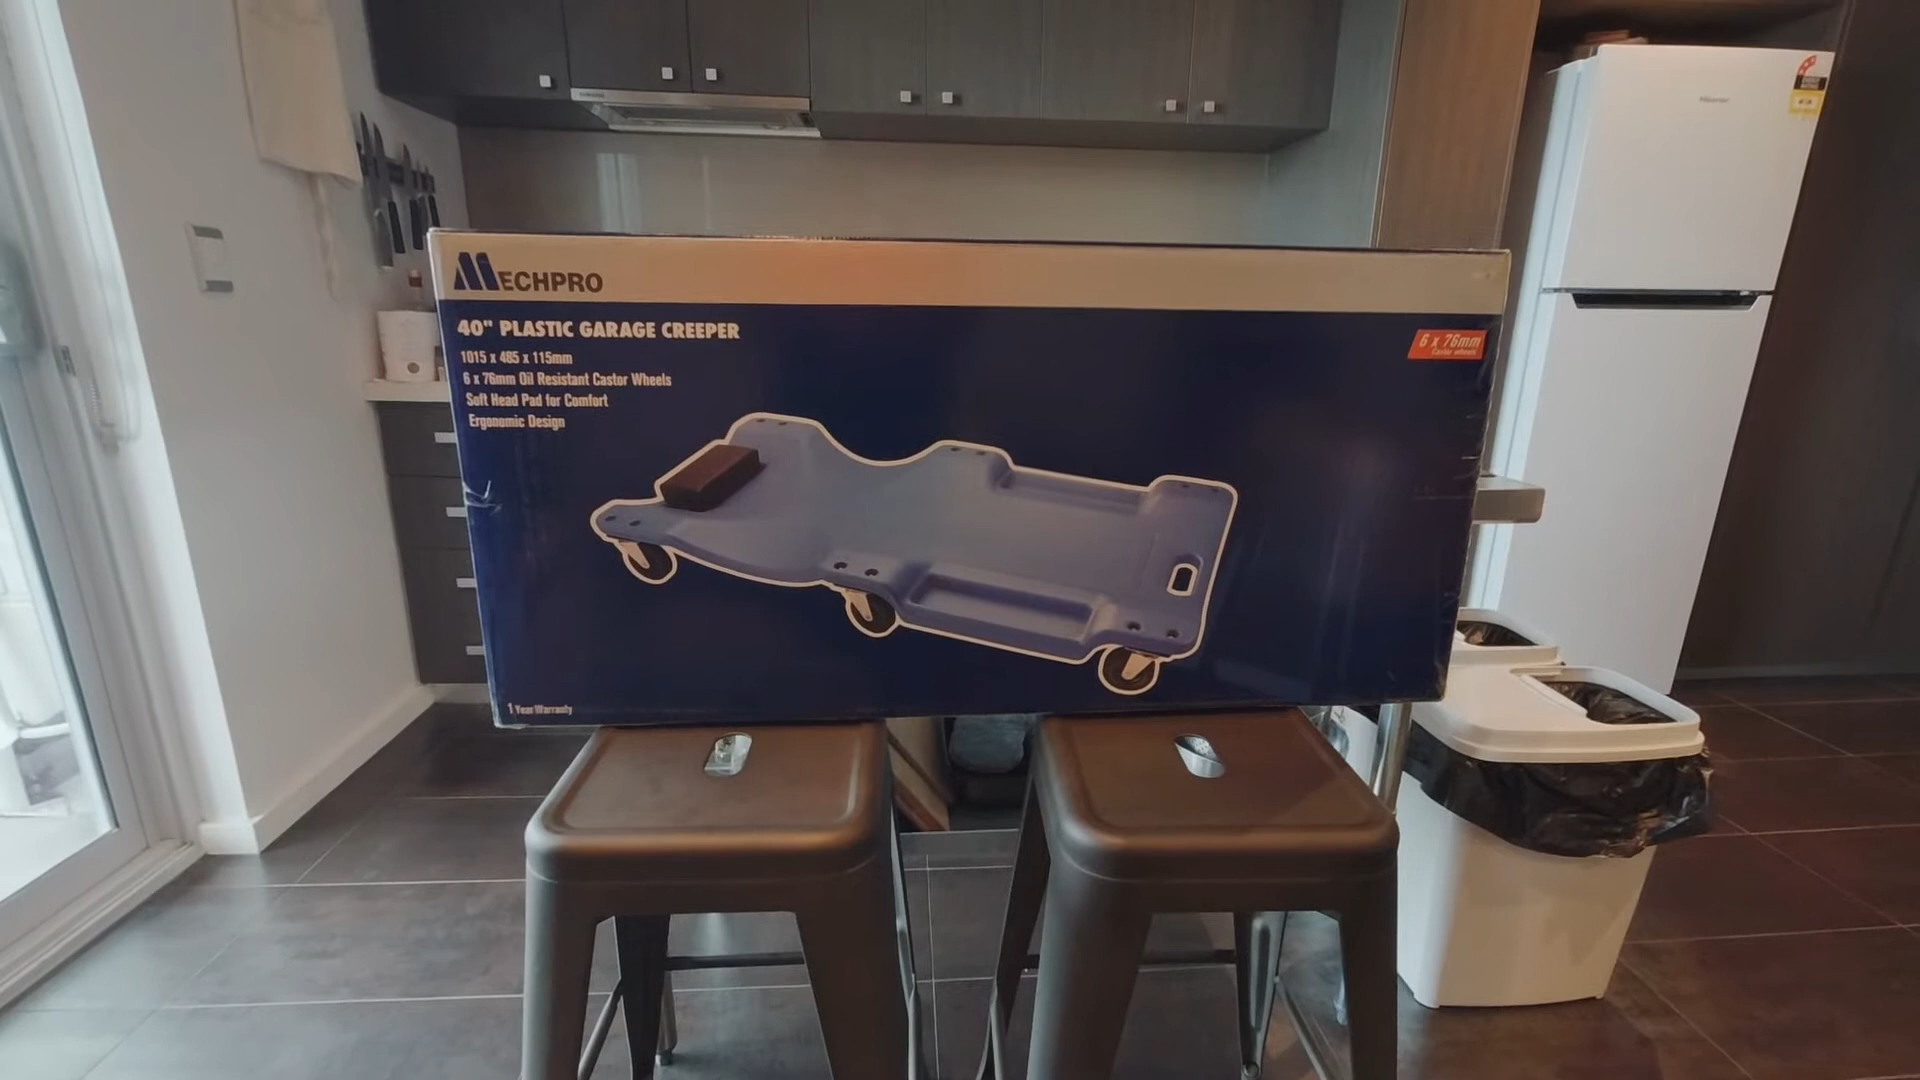 MECHPRO
40" PLASTIC GARAGE CREEPER
1015 x 485 x 115mm
6 x 76mm Oil Resistant Castor Wheels
Soft Head Pad for Comfort
Ergonomic Design
6 x 76mm
Castor wheels
1 Year Warranty
Hisense